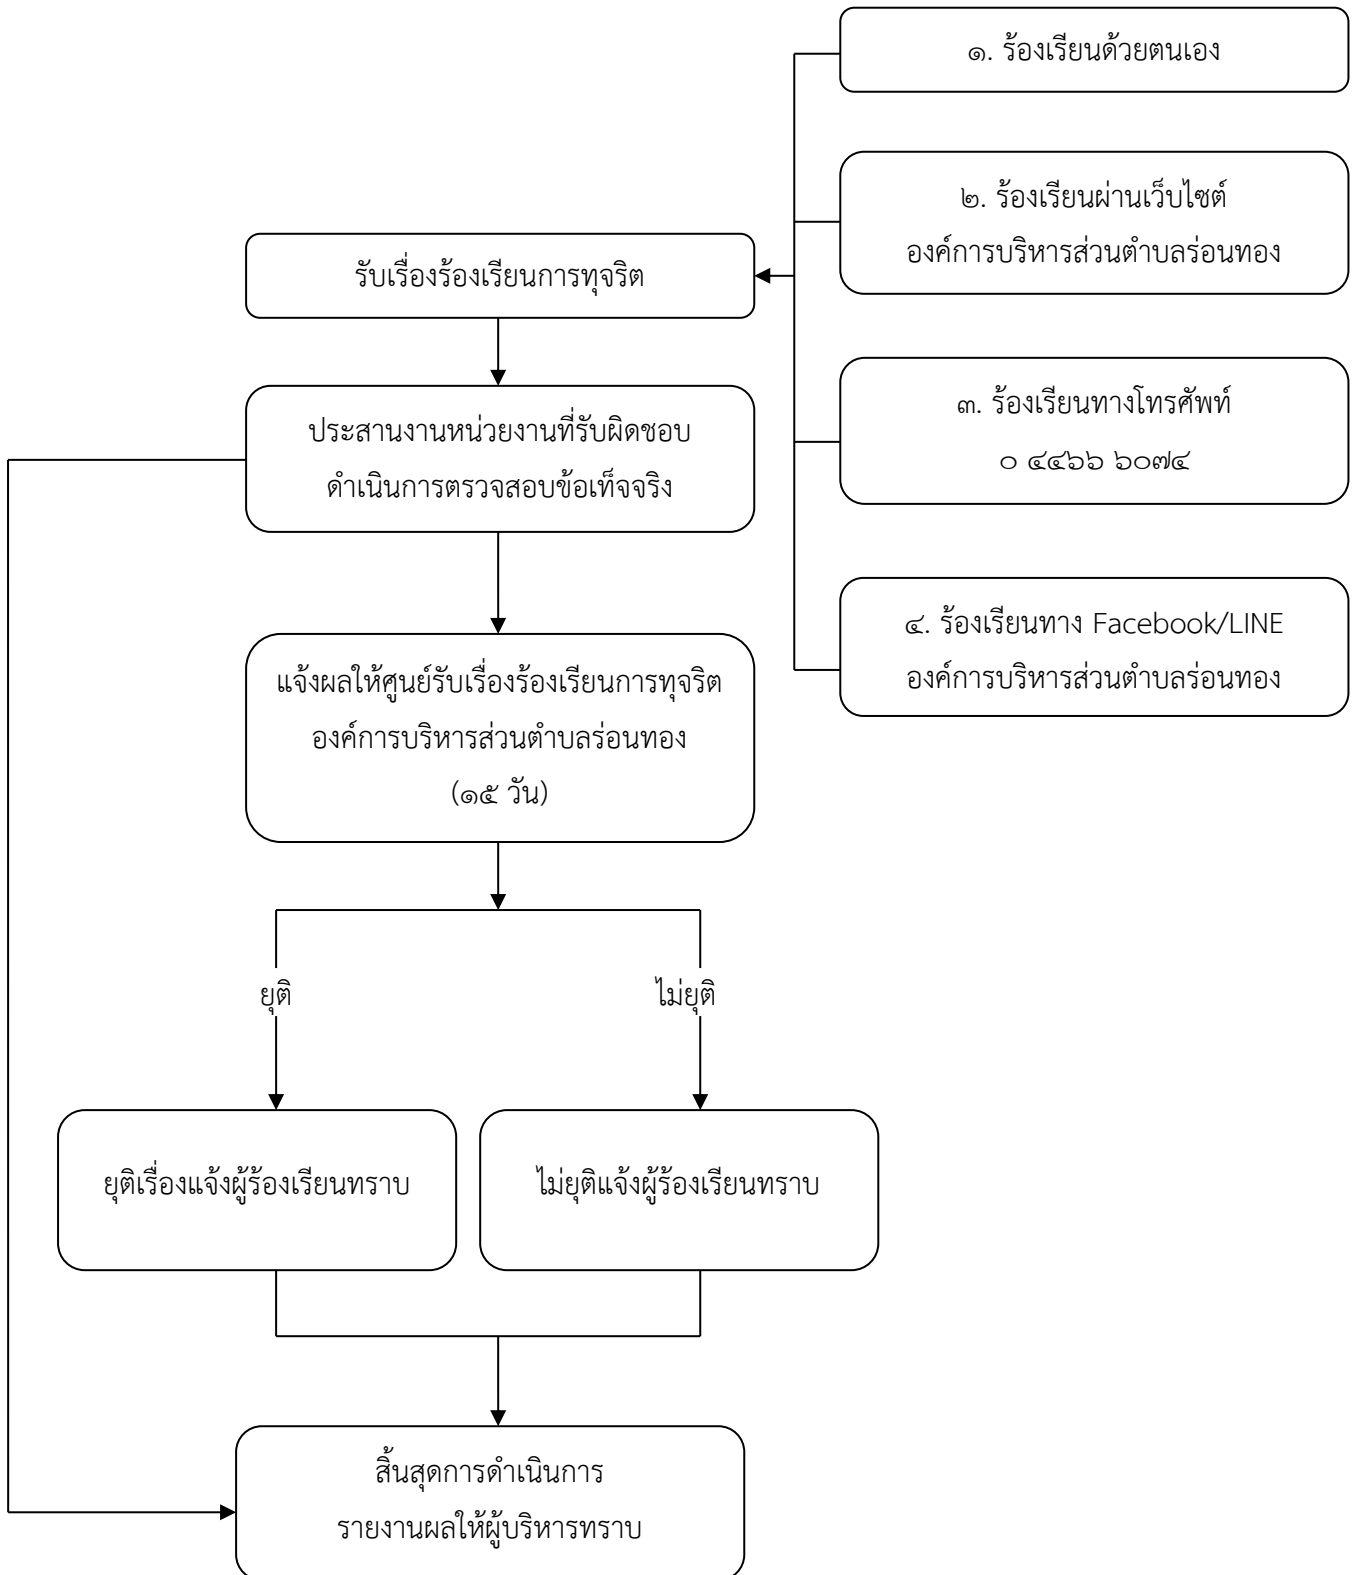 ๑. ร้องเรียนด้วยตนเอง
๒. ร้องเรียนผ่านเว็บไซต์
องค์การบริหารส่วนตำบลร่อนทอง
๓. ร้องเรียนทางโทรศัพท์
๐ ๔๔๖๖ ๖๐๗๔
๔. ร้องเรียนทาง Facebook/LINE
องค์การบริหารส่วนตำบลร่อนทอง
รับเรื่องร้องเรียนการทุจริต
ประสานงานหน่วยงานที่รับผิดชอบ
ดำเนินการตรวจสอบข้อเท็จจริง
แจ้งผลให้ศูนย์รับเรื่องร้องเรียนการทุจริต
องค์การบริหารส่วนตำบลร่อนทอง
(๑๕ วัน)
ยุติ
ไม่ยุติ
ยุติเรื่องแจ้งผู้ร้องเรียนทราบ
ไม่ยุติแจ้งผู้ร้องเรียนทราบ
สิ้นสุดการดำเนินการ
รายงานผลให้ผู้บริหารทราบ